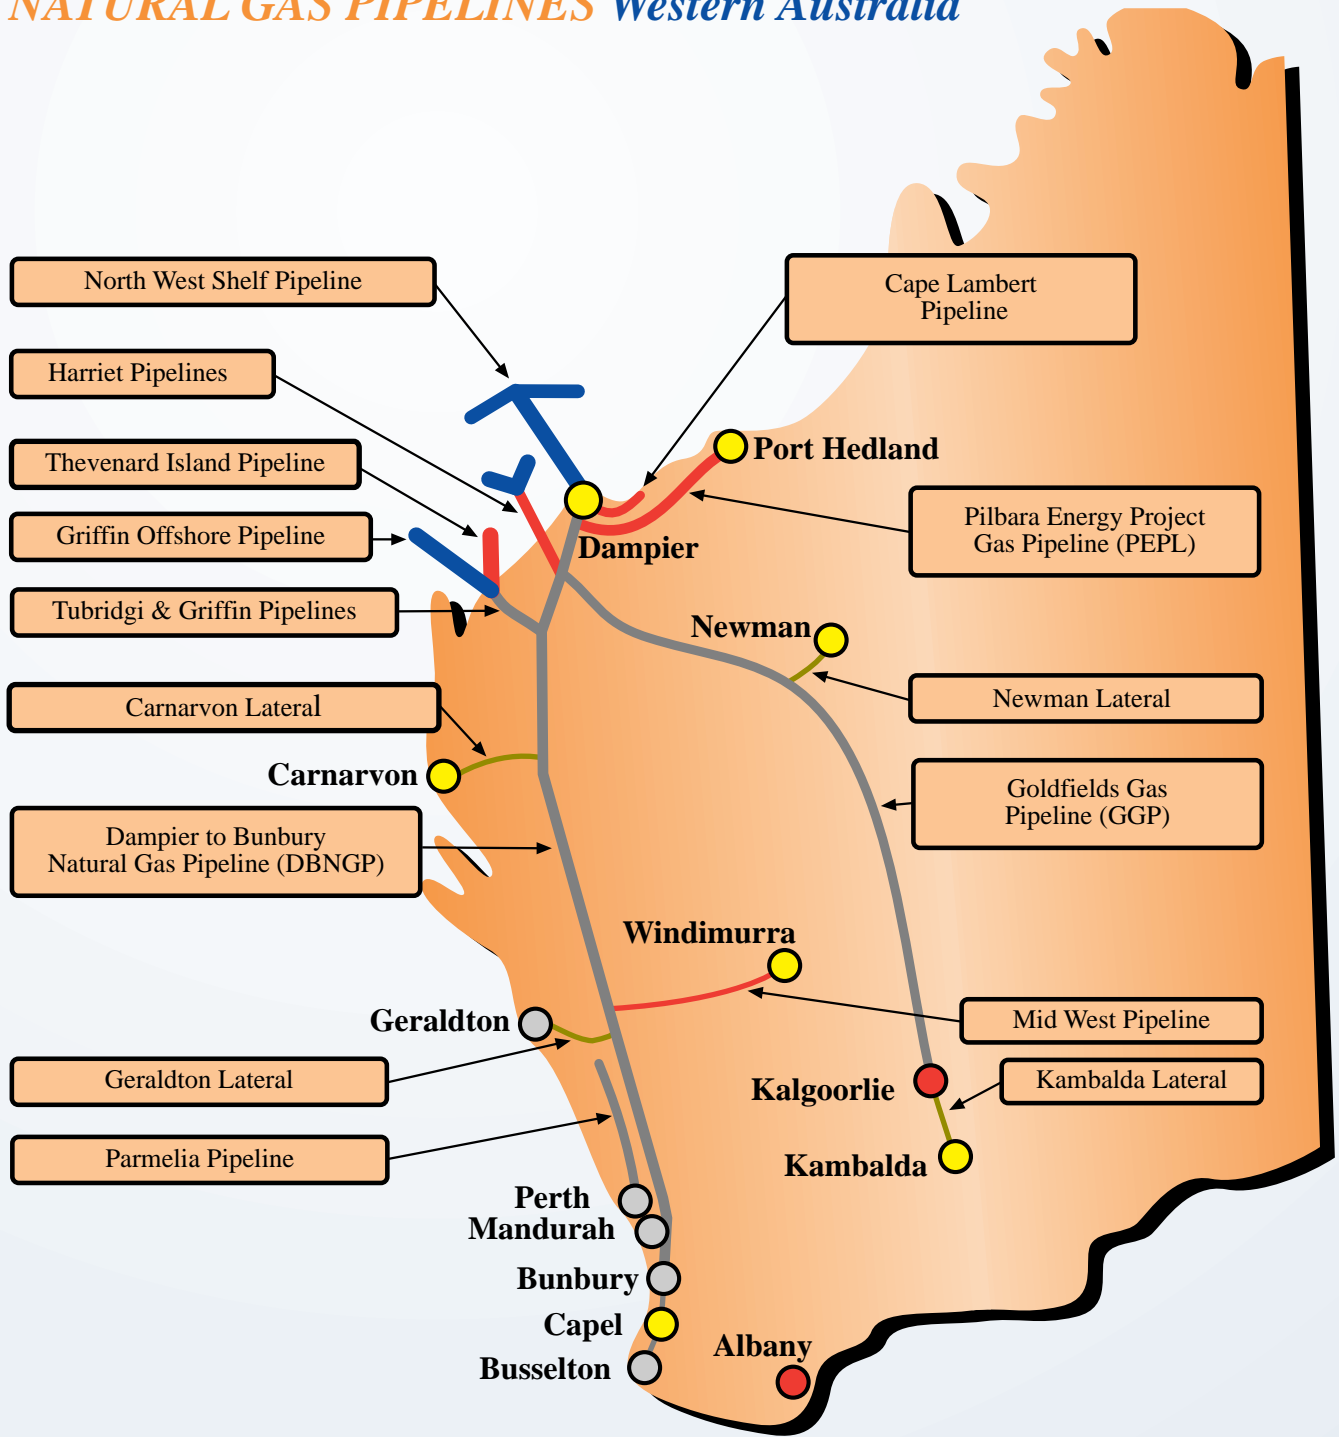 NATURAL GAS PIPELINES Western Australia
North West Shelf Pipeline
Cape Lambert
Pipeline
Harriet Pipelines
Thevenard Island Pipeline
Port Hedland
Griffin Offshore Pipeline
Pilbara Energy Project
Gas Pipeline (PEPL)
Dampier
Tubridgi & Griffin Pipelines
Newman
Newman Lateral
Carnarvon Lateral
Carnarvon
Goldfields Gas
Pipeline (GGP)
Dampier to Bunbury
Natural Gas Pipeline (DBNGP)
Windimurra
Geraldton
Mid West Pipeline
Geraldton Lateral
Kalgoorlie
Kambalda Lateral
Parmelia Pipeline
Kambalda
Perth
Mandurah
Bunbury
Capel
Albany
Busselton